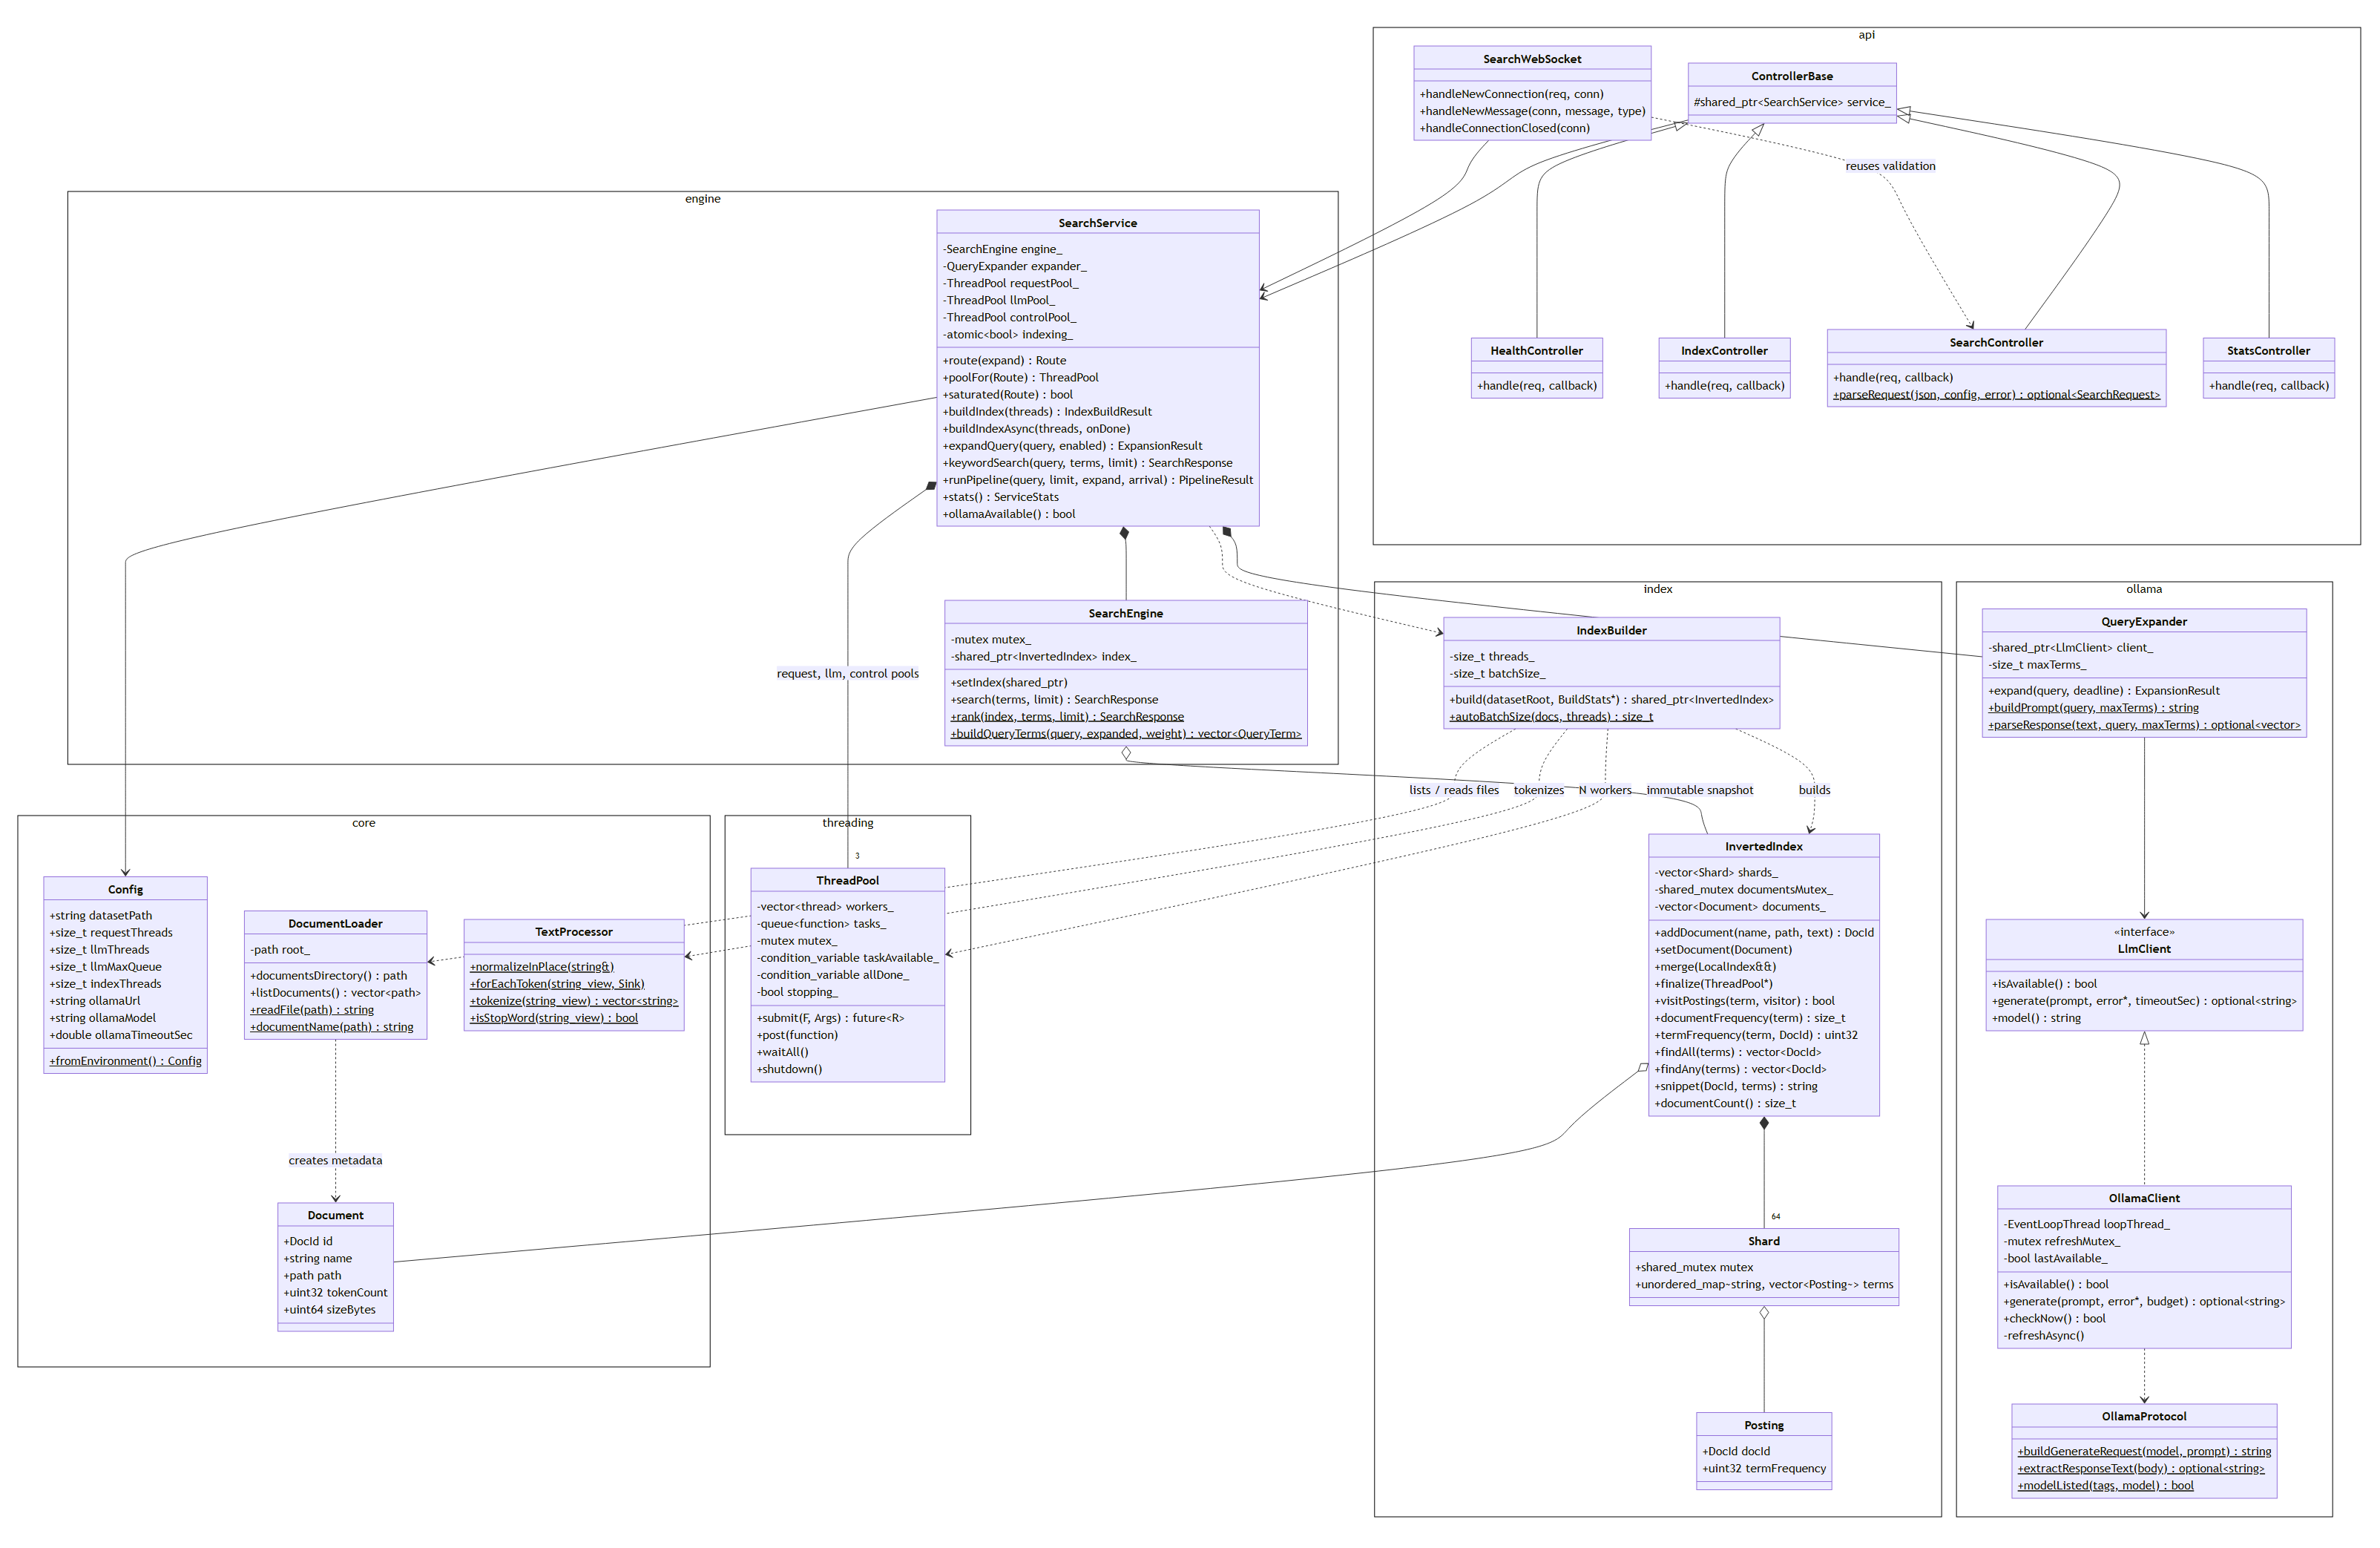 api
SearchWebSocket
+handleNewConnection(req, conn)
+handleNewMessage(conn, message, type)
+handleConnectionClosed(conn)
ControllerBase
#shared_ptr<SearchService> service_
reuses validation
HealthController
+handle(req, callback)
IndexController
+handle(req, callback)
SearchController
+handle(req, callback)
+parseRequest(json, config, error) : optional<SearchRequest>
StatsController
+handle(req, callback)
engine
SearchService
-SearchEngine engine_
-QueryExpander expander_
-ThreadPool requestPool_
-ThreadPool llmPool_
-ThreadPool controlPool_
-atomic<bool> indexing_
+route(expand) : Route
+poolFor(Route) : ThreadPool
+saturated(Route) : bool
+buildIndex(threads) : IndexBuildResult
+buildIndexAsync(threads, onDone)
+expandQuery(query, enabled) : ExpansionResult
+keywordSearch(query, terms, limit) : SearchResponse
+runPipeline(query, limit, expand, arrival) : PipelineResult
+stats() : ServiceStats
+ollamaAvailable() : bool
SearchEngine
-mutex mutex_
-shared_ptr<InvertedIndex> index_
+setIndex(shared_ptr)
+search(terms, limit) : SearchResponse
+rank(index, terms, limit) : SearchResponse
+buildQueryTerms(query, expanded, weight) : vector<QueryTerm>
request, llm, control pools
index
IndexBuilder
-size_t threads_
-size_t batchSize_
+build(datasetRoot, BuildStats*) : shared_ptr<InvertedIndex>
+autoBatchSize(docs, threads) : size_t
lists / reads files
tokenizes
N workers
immutable snapshot
builds
InvertedIndex
-vector<Shard> shards_
-shared_mutex documentsMutex_
-vector<Document> documents_
+addDocument(name, path, text) : DocId
+setDocument(Document)
+merge(LocalIndex&&)
+finalize(ThreadPool*)
+visitPostings(term, visitor) : bool
+documentFrequency(term) : size_t
+termFrequency(term, DocId) : uint32
+findAll(terms) : vector<DocId>
+findAny(terms) : vector<DocId>
+snippet(DocId, terms) : string
+documentCount() : size_t
64
Shard
+shared_mutex mutex
+unordered_map~string, vector<Posting~> terms
Posting
+DocId docId
+uint32 termFrequency
ollama
QueryExpander
-shared_ptr<LlmClient> client_
-size_t maxTerms_
+expand(query, deadline) : ExpansionResult
+buildPrompt(query, maxTerms) : string
+parseResponse(text, query, maxTerms) : optional<vector>
«interface»
LlmClient
+isAvailable() : bool
+generate(prompt, error*, timeoutSec) : optional<string>
+model() : string
OllamaClient
-EventLoopThread loopThread_
-mutex refreshMutex_
-bool lastAvailable_
+isAvailable() : bool
+generate(prompt, error*, budget) : optional<string>
+checkNow() : bool
-refreshAsync()
OllamaProtocol
+buildGenerateRequest(model, prompt) : string
+extractResponseText(body) : optional<string>
+modelListed(tags, model) : bool
core
Config
+string datasetPath
+size_t requestThreads
+size_t llmThreads
+size_t llmMaxQueue
+size_t indexThreads
+string ollamaUrl
+string ollamaModel
+double ollamaTimeoutSec
+fromEnvironment() : Config
DocumentLoader
-path root_
+documentsDirectory() : path
+listDocuments() : vector<path>
+readFile(path) : string
+documentName(path) : string
TextProcessor
+normalizeInPlace(string&)
+forEachToken(string_view, Sink)
+tokenize(string_view) : vector<string>
+isStopWord(string_view) : bool
creates metadata
Document
+DocId id
+string name
+path path
+uint32 tokenCount
+uint64 sizeBytes
threading
3
ThreadPool
-vector<thread> workers_
-queue<function> tasks_
-mutex mutex_
-condition_variable taskAvailable_
-condition_variable allDone_
-bool stopping_
+submit(F, Args) : future<R>
+post(function)
+waitAll()
+shutdown()